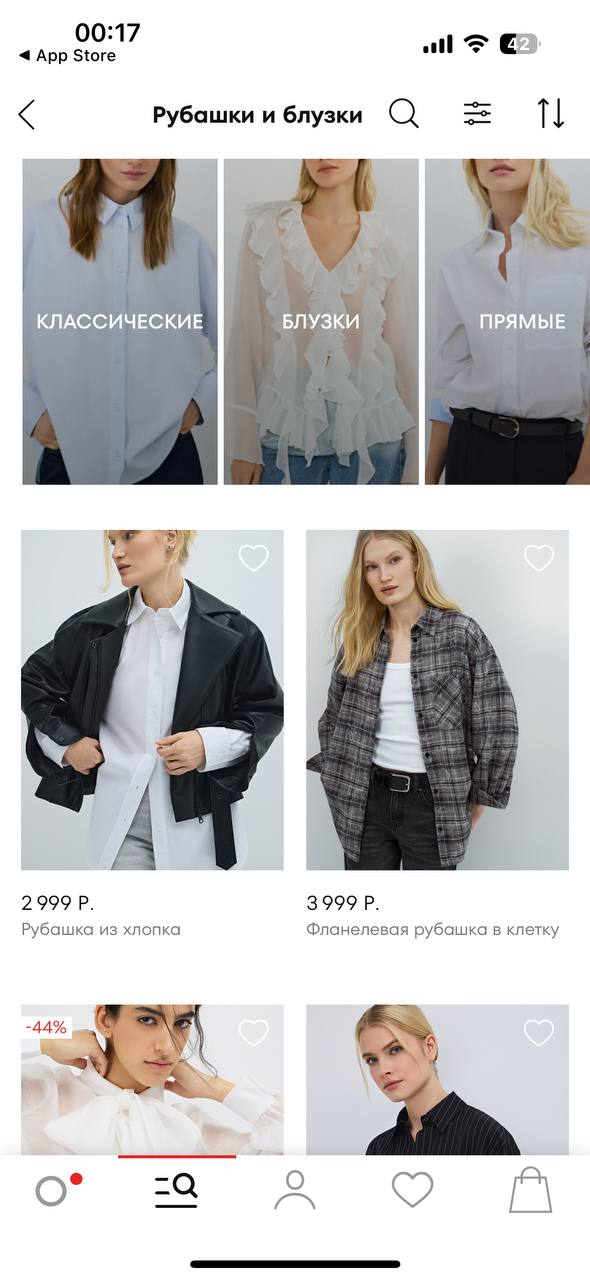 00:17
42
◀ App Store
Рубашки и блузки
КЛАССИЧЕСКИЕ
БЛУЗКИ
ПРЯМЫЕ
2 999 Р.
3 999 Р.
Рубашка из хлопка
Фланелевая рубашка в клетку
-44%